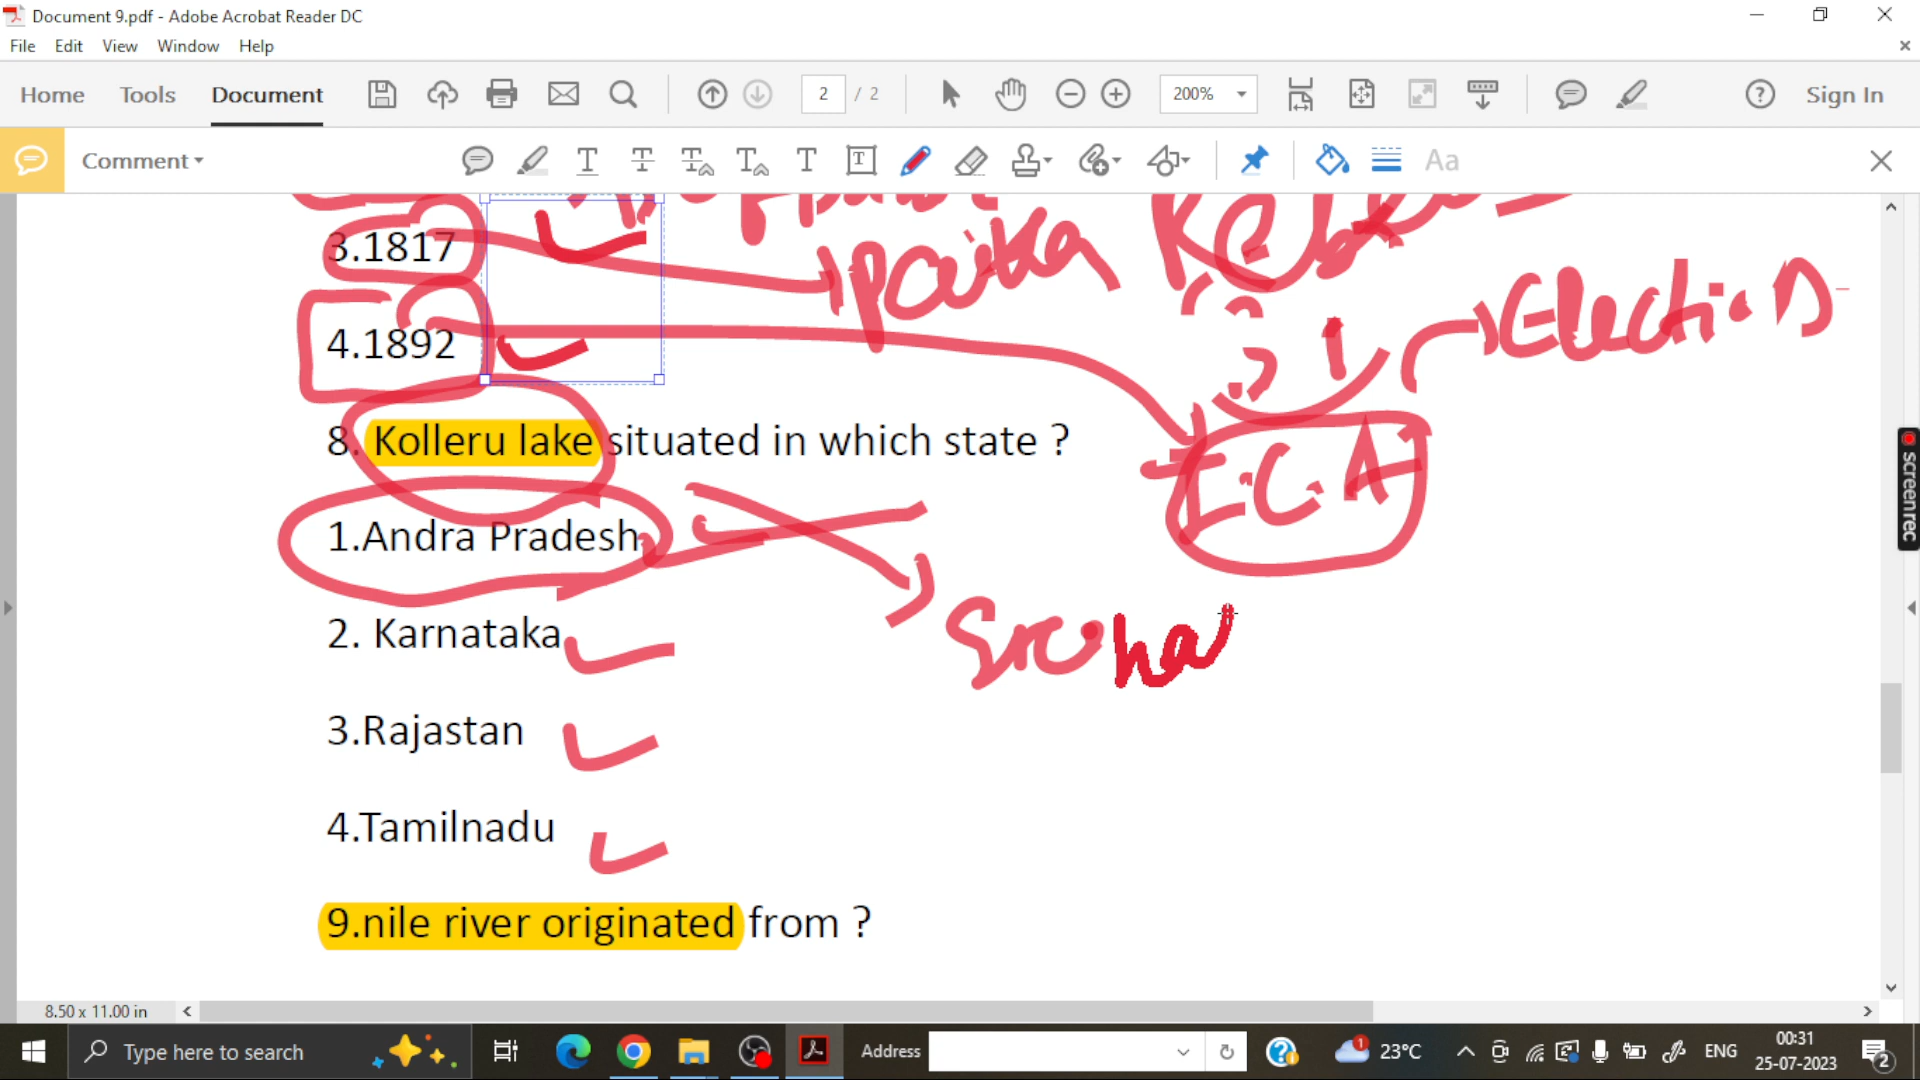 Document 9.pdf - Adobe Acrobat Reader DC
File Edit View Window Help
Home Tools Document 2 / 2 200% Sign In
Comment T T T T T T Aa
3.1817
Paika Rebe
4.1892
Election
I.C.A
8. Kolleru lake situated in which state ?
1.Andra Pradesh
2. Karnataka
3.Rajastan
4.Tamilnadu
9.nile river originated from ?
screenrec
8.50 x 11.00 in
Type here to search Address 1 23°C ENG 00:31
25-07-2023 2